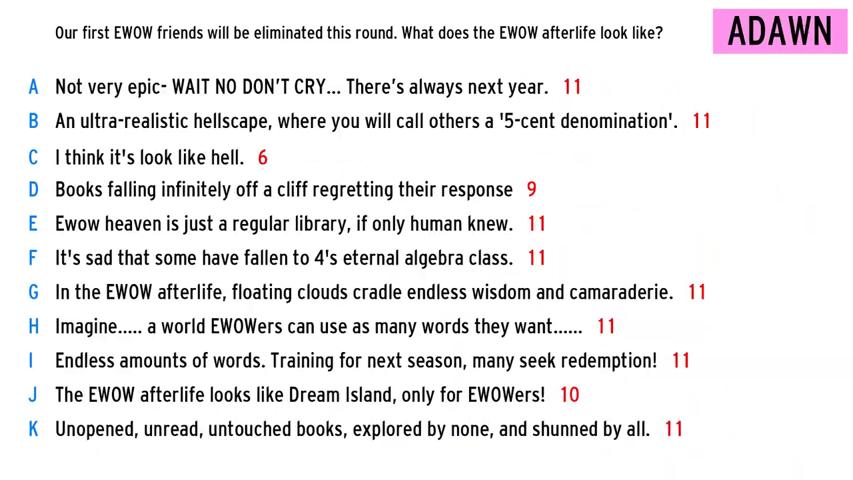 Our first EWOW friends will be eliminated this round. What does the EWOW afterlife look like?
ADAWN
A Not very epic- WAIT NO DON'T CRY... There's always next year. 11
B An ultra-realistic hellscape, where you will call others a '5-cent denomination'. 11
C I think it's look like hell. 6
D Books falling infinitely off a cliff regretting their response 9
E Ewow heaven is just a regular library, if only human knew. 11
F It's sad that some have fallen to 4's eternal algebra class. 11
G In the EWOW afterlife, floating clouds cradle endless wisdom and camaraderie. 11
H Imagine..... a world EWOWers can use as many words they want...... 11
I Endless amounts of words. Training for next season, many seek redemption! 11
J The EWOW afterlife looks like Dream Island, only for EWOWers! 10
K Unopened, unread, untouched books, explored by none, and shunned by all. 11